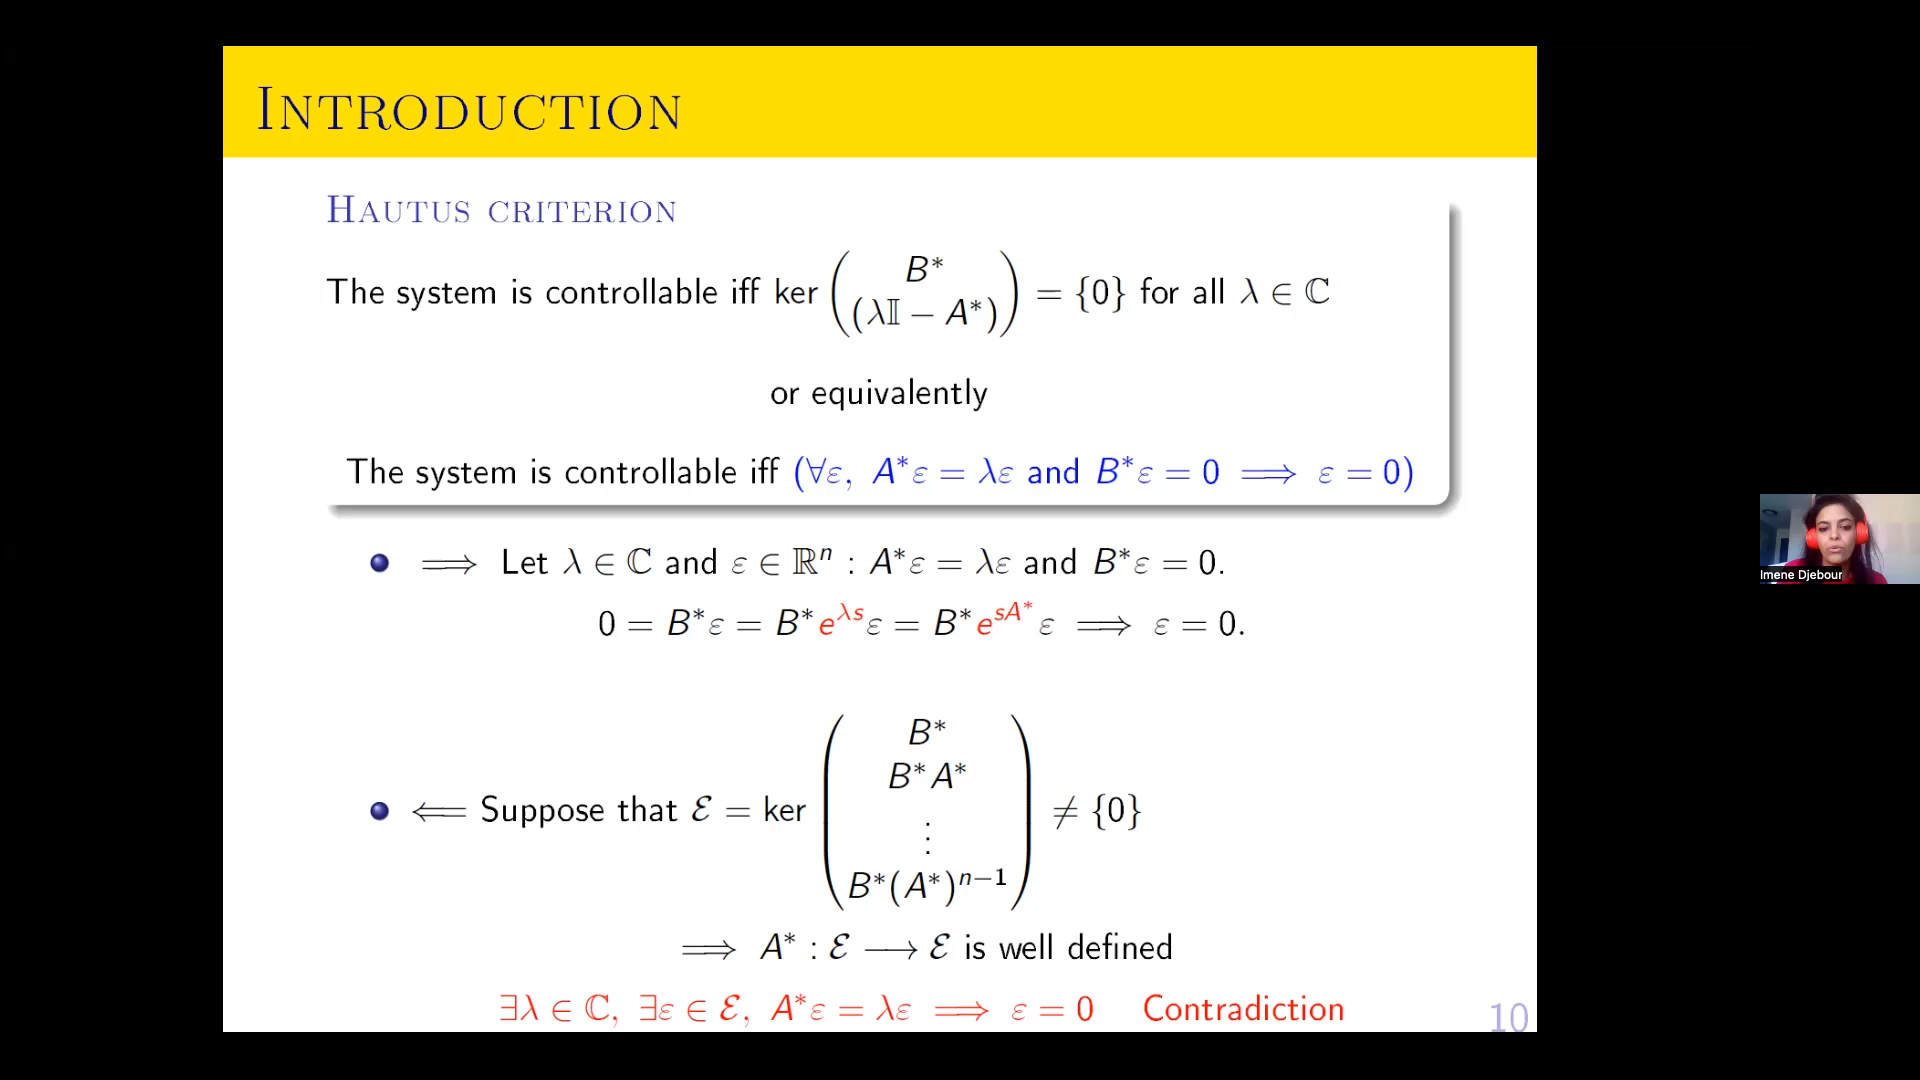 INTRODUCTION
HAUTUS CRITERION
The system is controllable iff ker ( B* (λ𝕀 − A*) ) = {0} for all λ ∈ ℂ
or equivalently
The system is controllable iff (∀ε, A*ε = λε and B*ε = 0 ⟹ ε = 0)
⟹ Let λ ∈ ℂ and ε ∈ ℝⁿ : A*ε = λε and B*ε = 0.
0 = B*ε = B*e^{λs}ε = B*e^{sA*}ε ⟹ ε = 0.
⟸ Suppose that ℰ = ker ( B* B*A* ⋮ B*(A*)^{n−1} ) ≠ {0}
⟹ A* : ℰ ⟶ ℰ is well defined
∃λ ∈ ℂ, ∃ε ∈ ℰ, A*ε = λε ⟹ ε = 0 Contradiction
10
Imene Djebour